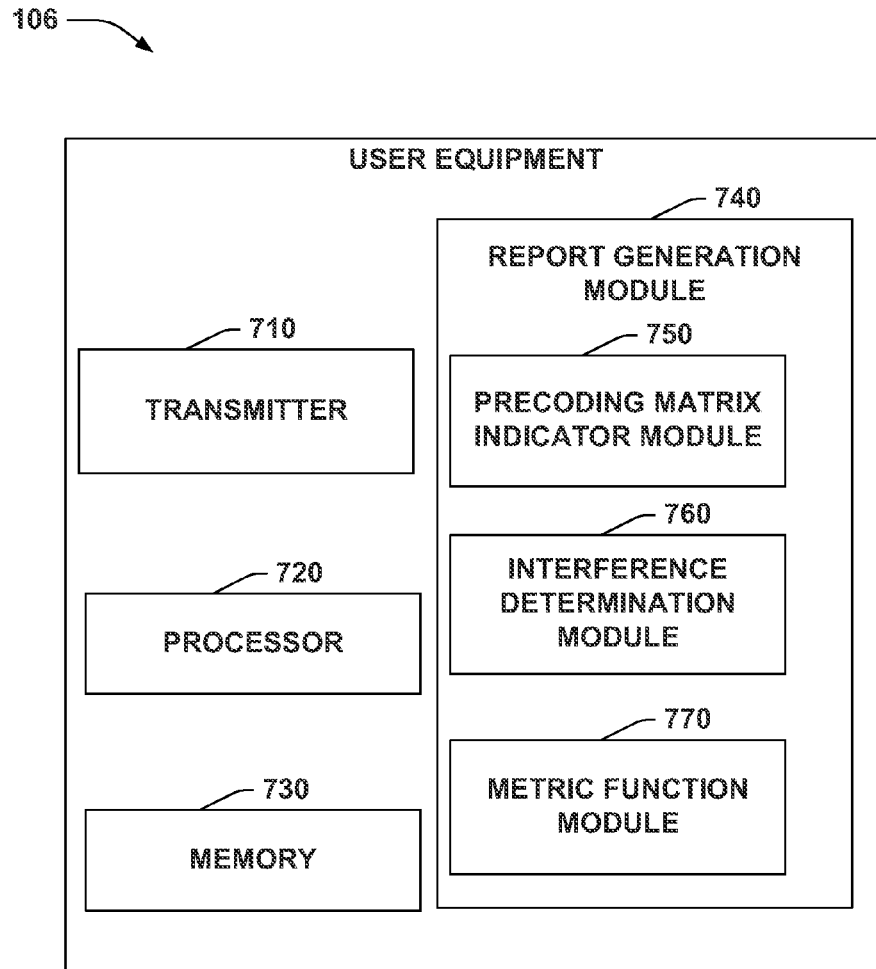 106
USER EQUIPMENT
740
REPORT GENERATION
MODULE
710
TRANSMITTER
750
PRECODING MATRIX
INDICATOR MODULE
760
INTERFERENCE
DETERMINATION
MODULE
720
PROCESSOR
770
METRIC FUNCTION
MODULE
730
MEMORY